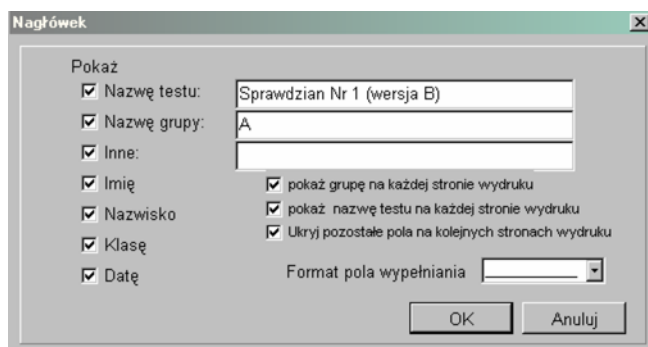 Nagłówek
Pokaż
Nazwę testu: Sprawdzian Nr 1 (wersja B)
Nazwę grupy: A
Inne:
Imię
pokaż grupę na każdej stronie wydruku
Nazwisko
pokaż nazwę testu na każdej stronie wydruku
Klasę
Ukryj pozostałe pola na kolejnych stronach wydruku
Datę
Format pola wypełniania
OK Anuluj